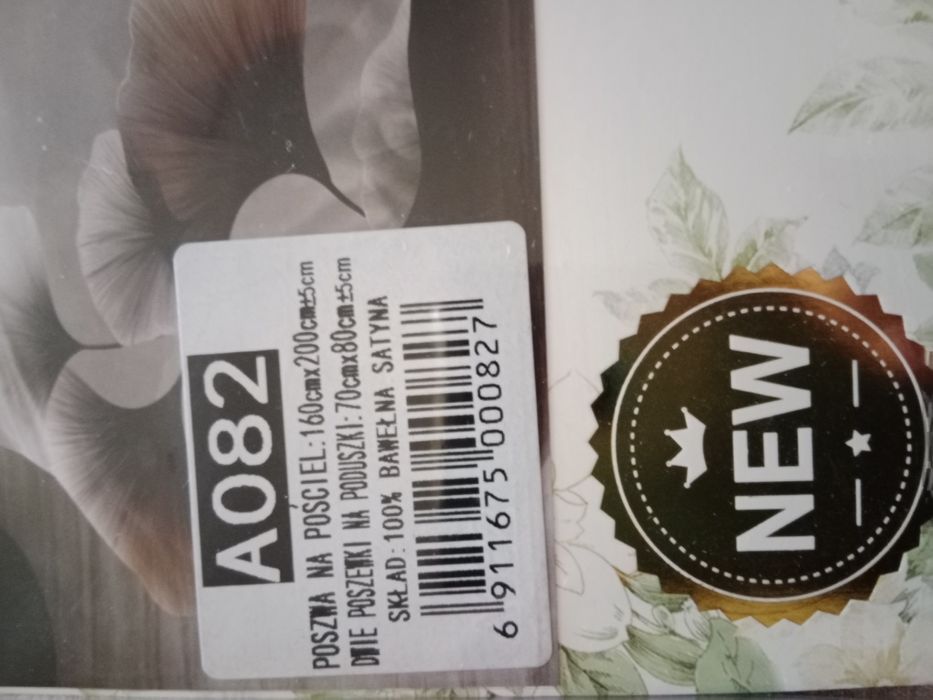 A082
POSZWA NA POŚCIEL:160cmx200cm±5cm
DWIE POSZEWKI NA PODUSZKI:70cmx80cm±5cm
SKŁAD:100% BAWEŁNA SATYNA
6 911675 000827
NEW